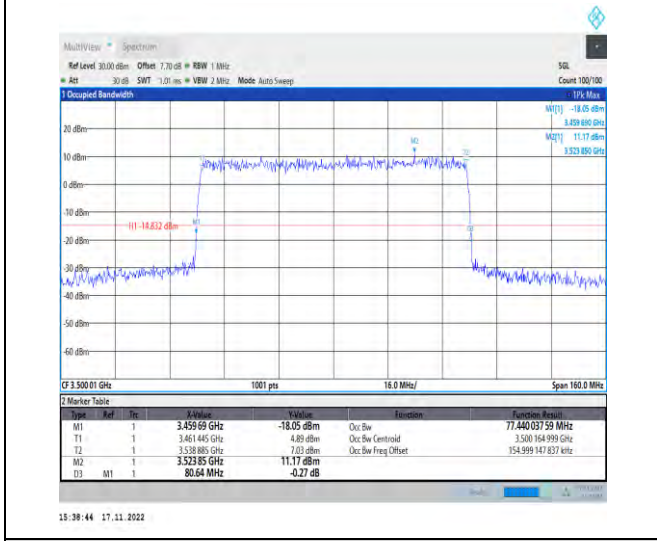 MultiView Spectrum
Ref Level 30.00 dBm Offset 7.70 dB RBW 1 MHz SGL
Att 30 dB SWT 1.01 ms VBW 2 MHz Mode Auto Sweep Count 100/100
1 Occupied Bandwidth 1Pk Max
M1[1] -18.05 dBm
3.459 690 GHz
M2[1] 11.17 dBm
3.523 850 GHz
20 dBm
M2
10 dBm
0 dBm
-10 dBm
H1 -14.832 dBm
M1
-20 dBm
-30 dBm
-40 dBm
-50 dBm
-60 dBm
CF 3.500 01 GHz 1001 pts 16.0 MHz/ Span 160.0 MHz
2 Marker Table
Type Ref Trc X-Value Y-Value Function Function Result
M1 1 3.459 69 GHz -18.05 dBm Occ Bw 77.440 037 59 MHz
T1 1 3.461 445 GHz 4.89 dBm Occ Bw Centroid 3.500 164 999 GHz
T2 1 3.538 885 GHz 7.03 dBm Occ Bw Freq Offset 154.999 147 837 kHz
M2 1 3.523 85 GHz 11.17 dBm
D3 M1 1 80.64 MHz -0.27 dB
15:38:44 17.11.2022